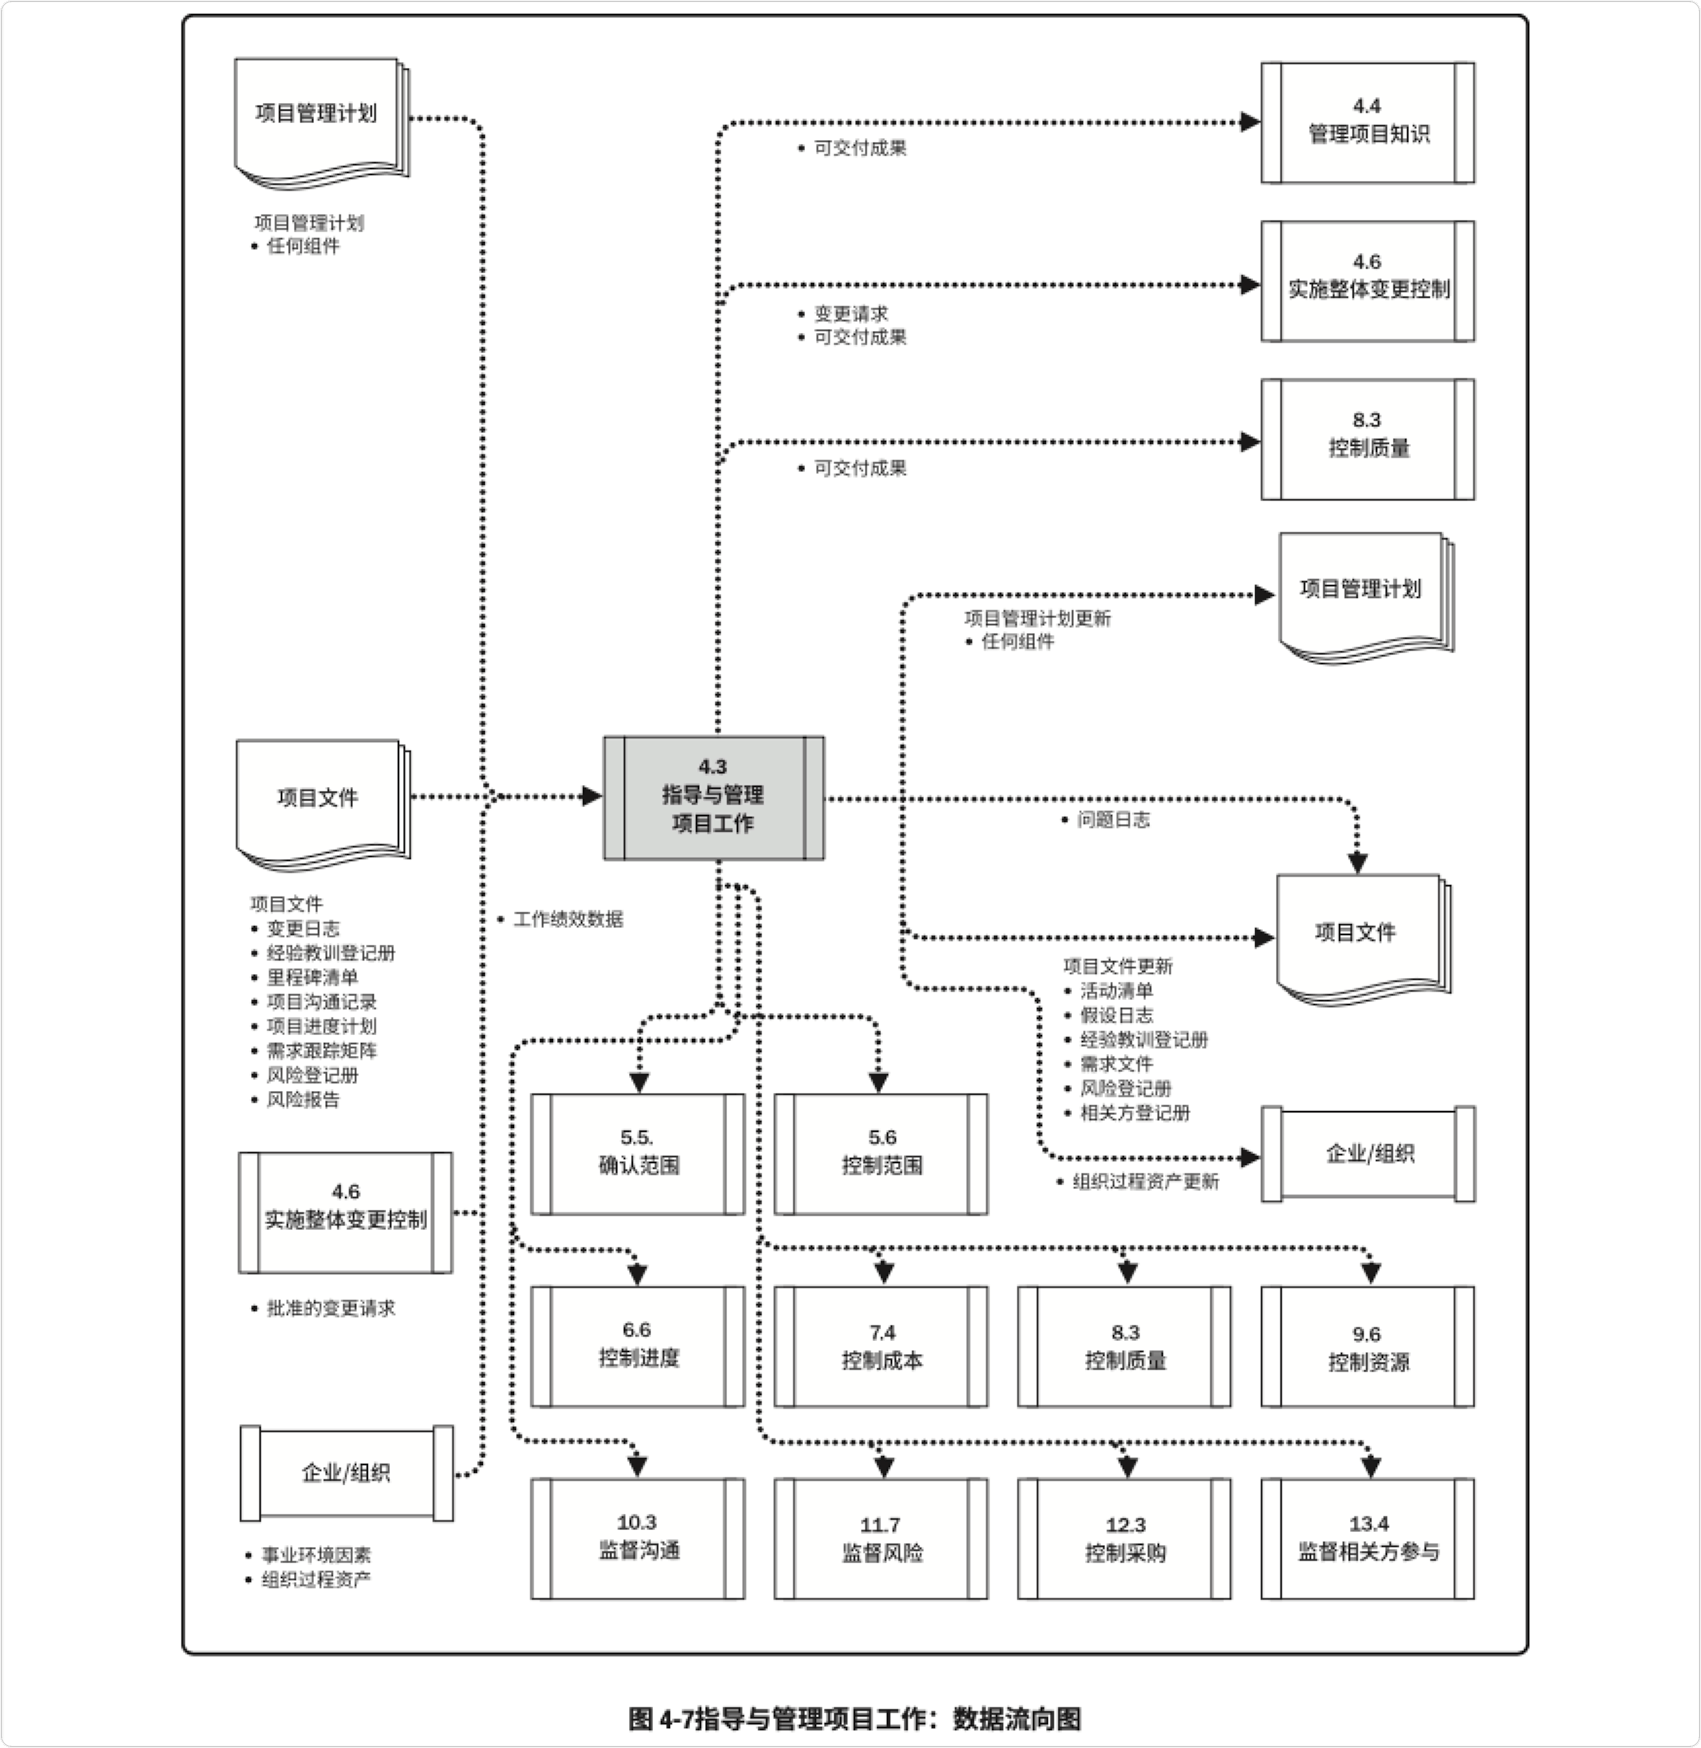 项目管理计划
项目管理计划
• 任何组件
4.4
管理项目知识
• 可交付成果
4.6
实施整体变更控制
• 变更请求
• 可交付成果
8.3
控制质量
• 可交付成果
项目管理计划
项目管理计划更新
• 任何组件
项目文件
4.3
指导与管理
项目工作
• 问题日志
项目文件
项目文件
• 变更日志
• 经验教训登记册
• 里程碑清单
• 项目沟通记录
• 项目进度计划
• 需求跟踪矩阵
• 风险登记册
• 风险报告
• 工作绩效数据
项目文件更新
• 活动清单
• 假设日志
• 经验教训登记册
• 需求文件
• 风险登记册
• 相关方登记册
5.5.
确认范围
5.6
控制范围
企业/组织
• 组织过程资产更新
4.6
实施整体变更控制
• 批准的变更请求
6.6
控制进度
7.4
控制成本
8.3
控制质量
9.6
控制资源
企业/组织
• 事业环境因素
• 组织过程资产
10.3
监督沟通
11.7
监督风险
12.3
控制采购
13.4
监督相关方参与
图 4-7指导与管理项目工作：数据流向图